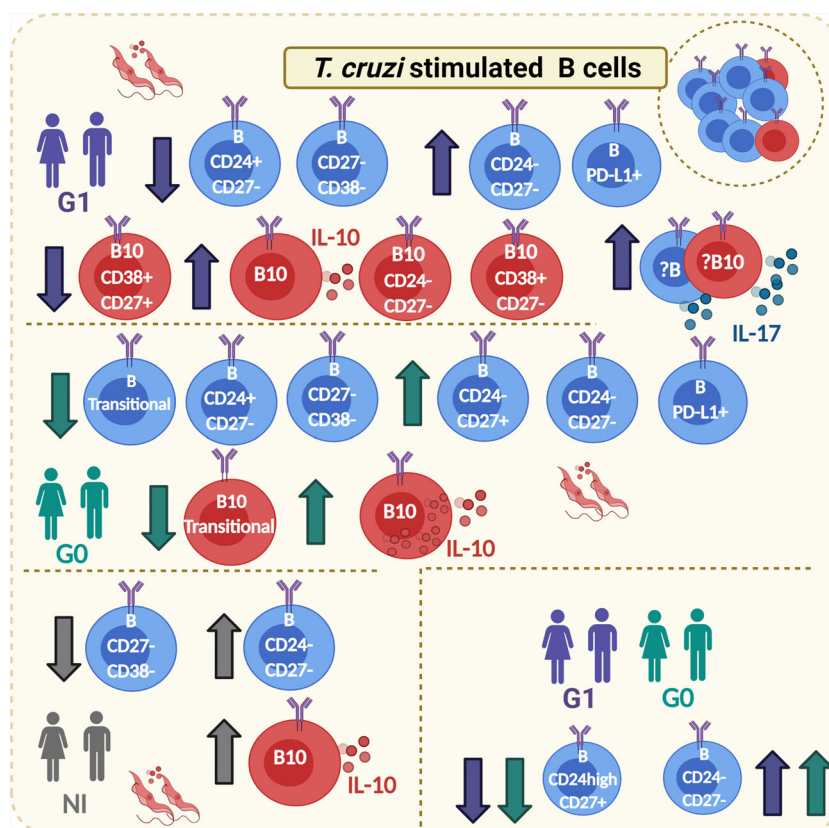 T. cruzi stimulated B cells
G1
B
CD24+
CD27-
B
CD27-
CD38-
B
CD24-
CD27-
B
PD-L1+
B10
CD38+
CD27+
B10
IL-10
B10
CD24-
CD27-
B10
CD38+
CD27-
?B
?B10
IL-17
B
Transitional
B
CD24+
CD27-
B
CD27-
CD38-
B
CD24-
CD27+
B
CD24-
CD27-
B
PD-L1+
G0
B10
Transitional
B10
IL-10
B
CD27-
CD38-
B
CD24-
CD27-
NI
B10
IL-10
G1
G0
B
CD24high
CD27+
B
CD24-
CD27-